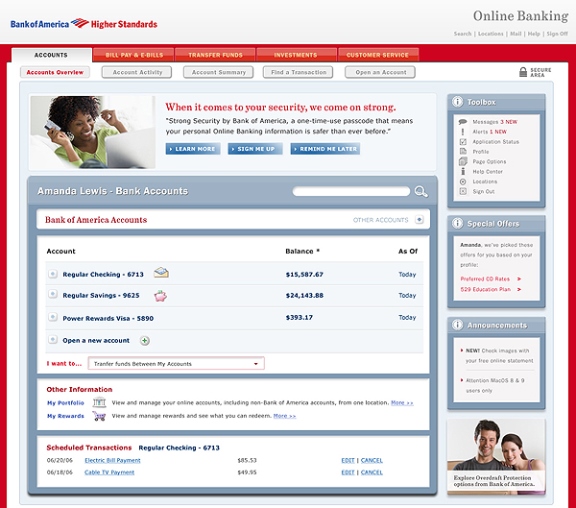 Bank of America Higher Standards
Online Banking
Search | Locations | Mail | Help | Sign Off
ACCOUNTS
BILL PAY & E-BILLS
TRANSFER FUNDS
INVESTMENTS
CUSTOMER SERVICE
Accounts Overview
Account Activity
Account Summary
Find a Transaction
Open an Account
SECURE AREA
When it comes to your security, we come on strong.
"Strong Security by Bank of America, a one-time-use passcode that means
your personal Online Banking information is safer than ever before."
LEARN MORE
SIGN ME UP
REMIND ME LATER
Amanda Lewis - Bank Accounts
Bank of America Accounts
OTHER ACCOUNTS
Account Balance * As Of
Regular Checking - 6713 $15,587.67 Today
Regular Savings - 9625 $24,143.88 Today
Power Rewards Visa - 5890 $393.17 Today
Open a new account
I want to... Tranfer funds Between My Accounts
Other Information
My Portfolio View and manage your online accounts, including non-Bank of America accounts, from one location. More >>
My Rewards View and manage rewards and see what you can redeem. More >>
Scheduled Transactions Regular Checking - 6713
06/20/06 Electric Bill Payment $85.53 EDIT | CANCEL
06/18/06 Cable TV Payment $49.95 EDIT | CANCEL
Toolbox
Messages 3 NEW
Alerts 1 NEW
Application Status
Profile
Page Options
Help Center
Locations
Sign Out
Special Offers
Amanda, we've picked these
offers for you based on your
profile:
Preferred CD Rates »
529 Education Plan »
Announcements
NEW! Check images with
your free online statement
Attention MacOS 8 & 9
users only
Explore Overdraft Protection
options from Bank of America.